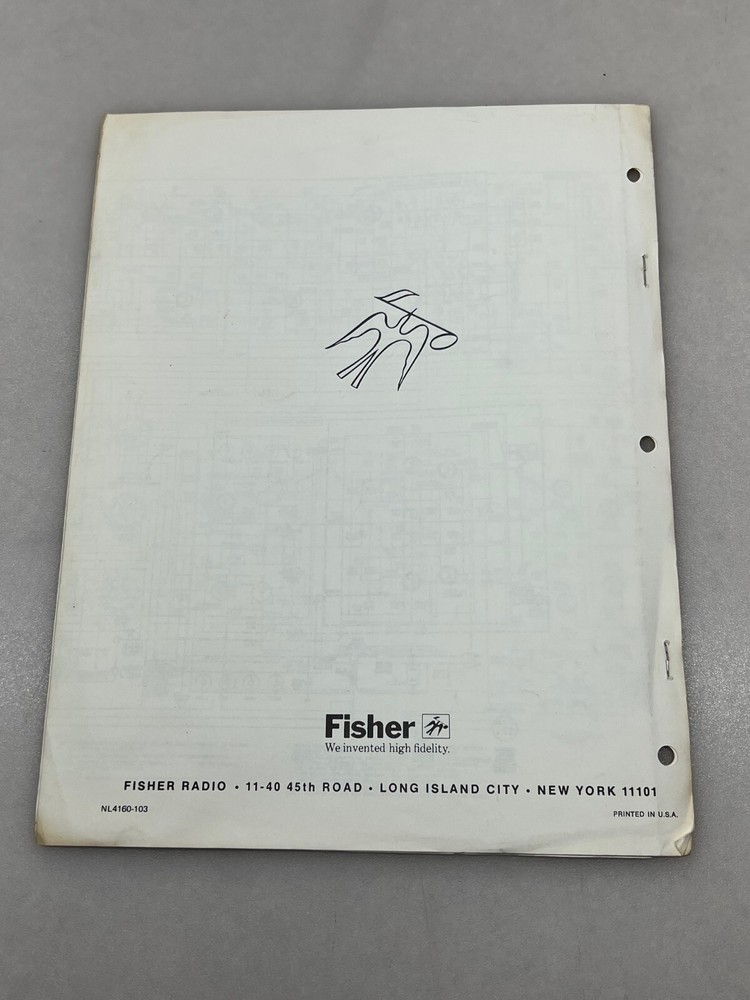 Fisher
We invented high fidelity.
FISHER RADIO • 11-40 45th ROAD • LONG ISLAND CITY • NEW YORK 11101
NL4160-103
PRINTED IN U.S.A.